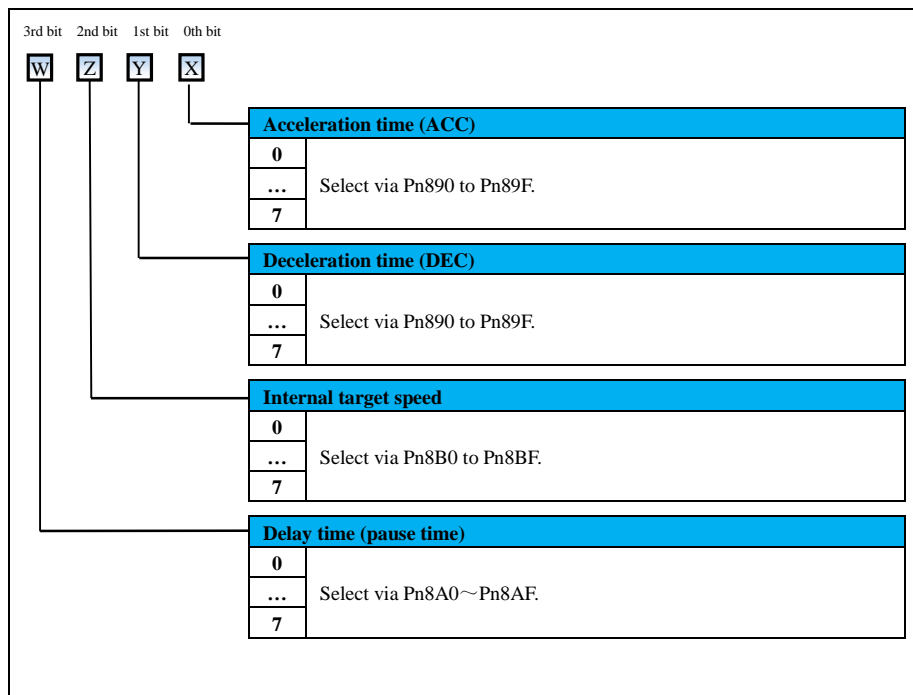 3rd bit 2nd bit 1st bit 0th bit
W Z Y X
Acceleration time (ACC)
0
...
7
Select via Pn890 to Pn89F.
Deceleration time (DEC)
0
...
7
Select via Pn890 to Pn89F.
Internal target speed
0
...
7
Select via Pn8B0 to Pn8BF.
Delay time (pause time)
0
...
7
Select via Pn8A0～Pn8AF.